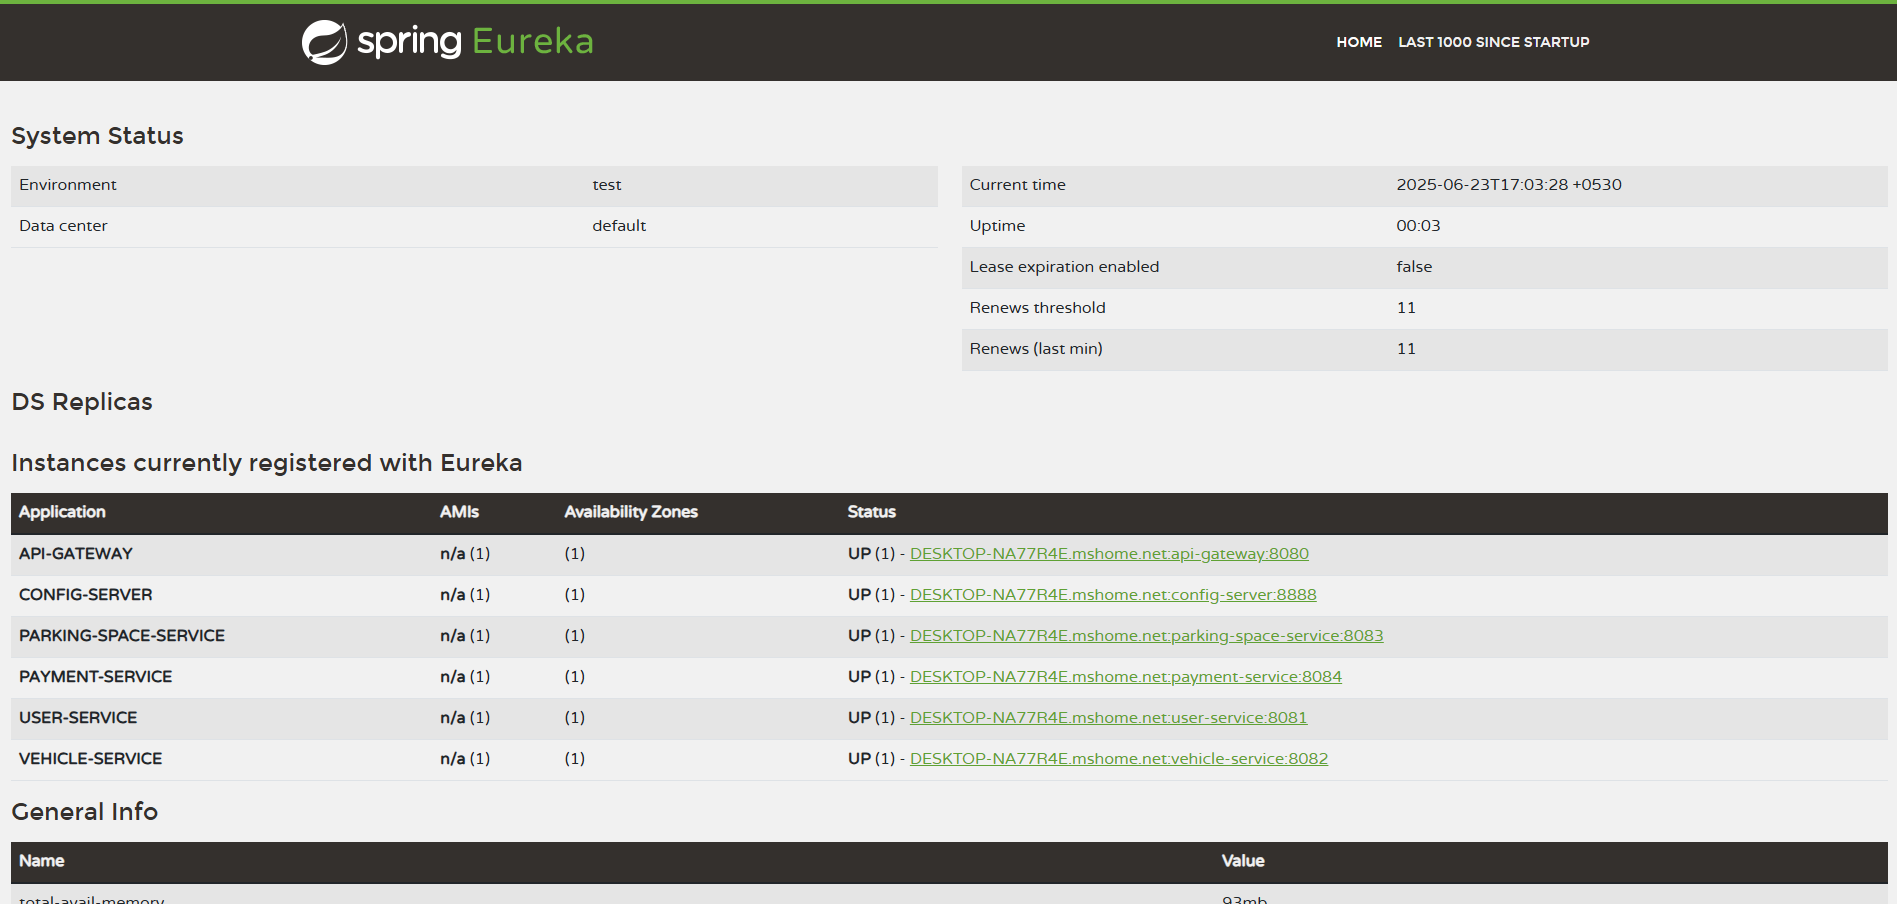 spring Eureka
HOME LAST 1000 SINCE STARTUP
System Status
Environment test
Data center default
Current time 2025-06-23T17:03:28 +0530
Uptime 00:03
Lease expiration enabled false
Renews threshold 11
Renews (last min) 11
DS Replicas
Instances currently registered with Eureka
Application AMIs Availability Zones Status
API-GATEWAY n/a (1) (1) UP (1) - DESKTOP-NA77R4E.mshome.net:api-gateway:8080
CONFIG-SERVER n/a (1) (1) UP (1) - DESKTOP-NA77R4E.mshome.net:config-server:8888
PARKING-SPACE-SERVICE n/a (1) (1) UP (1) - DESKTOP-NA77R4E.mshome.net:parking-space-service:8083
PAYMENT-SERVICE n/a (1) (1) UP (1) - DESKTOP-NA77R4E.mshome.net:payment-service:8084
USER-SERVICE n/a (1) (1) UP (1) - DESKTOP-NA77R4E.mshome.net:user-service:8081
VEHICLE-SERVICE n/a (1) (1) UP (1) - DESKTOP-NA77R4E.mshome.net:vehicle-service:8082
General Info
Name Value
total-avail-memory 93mb